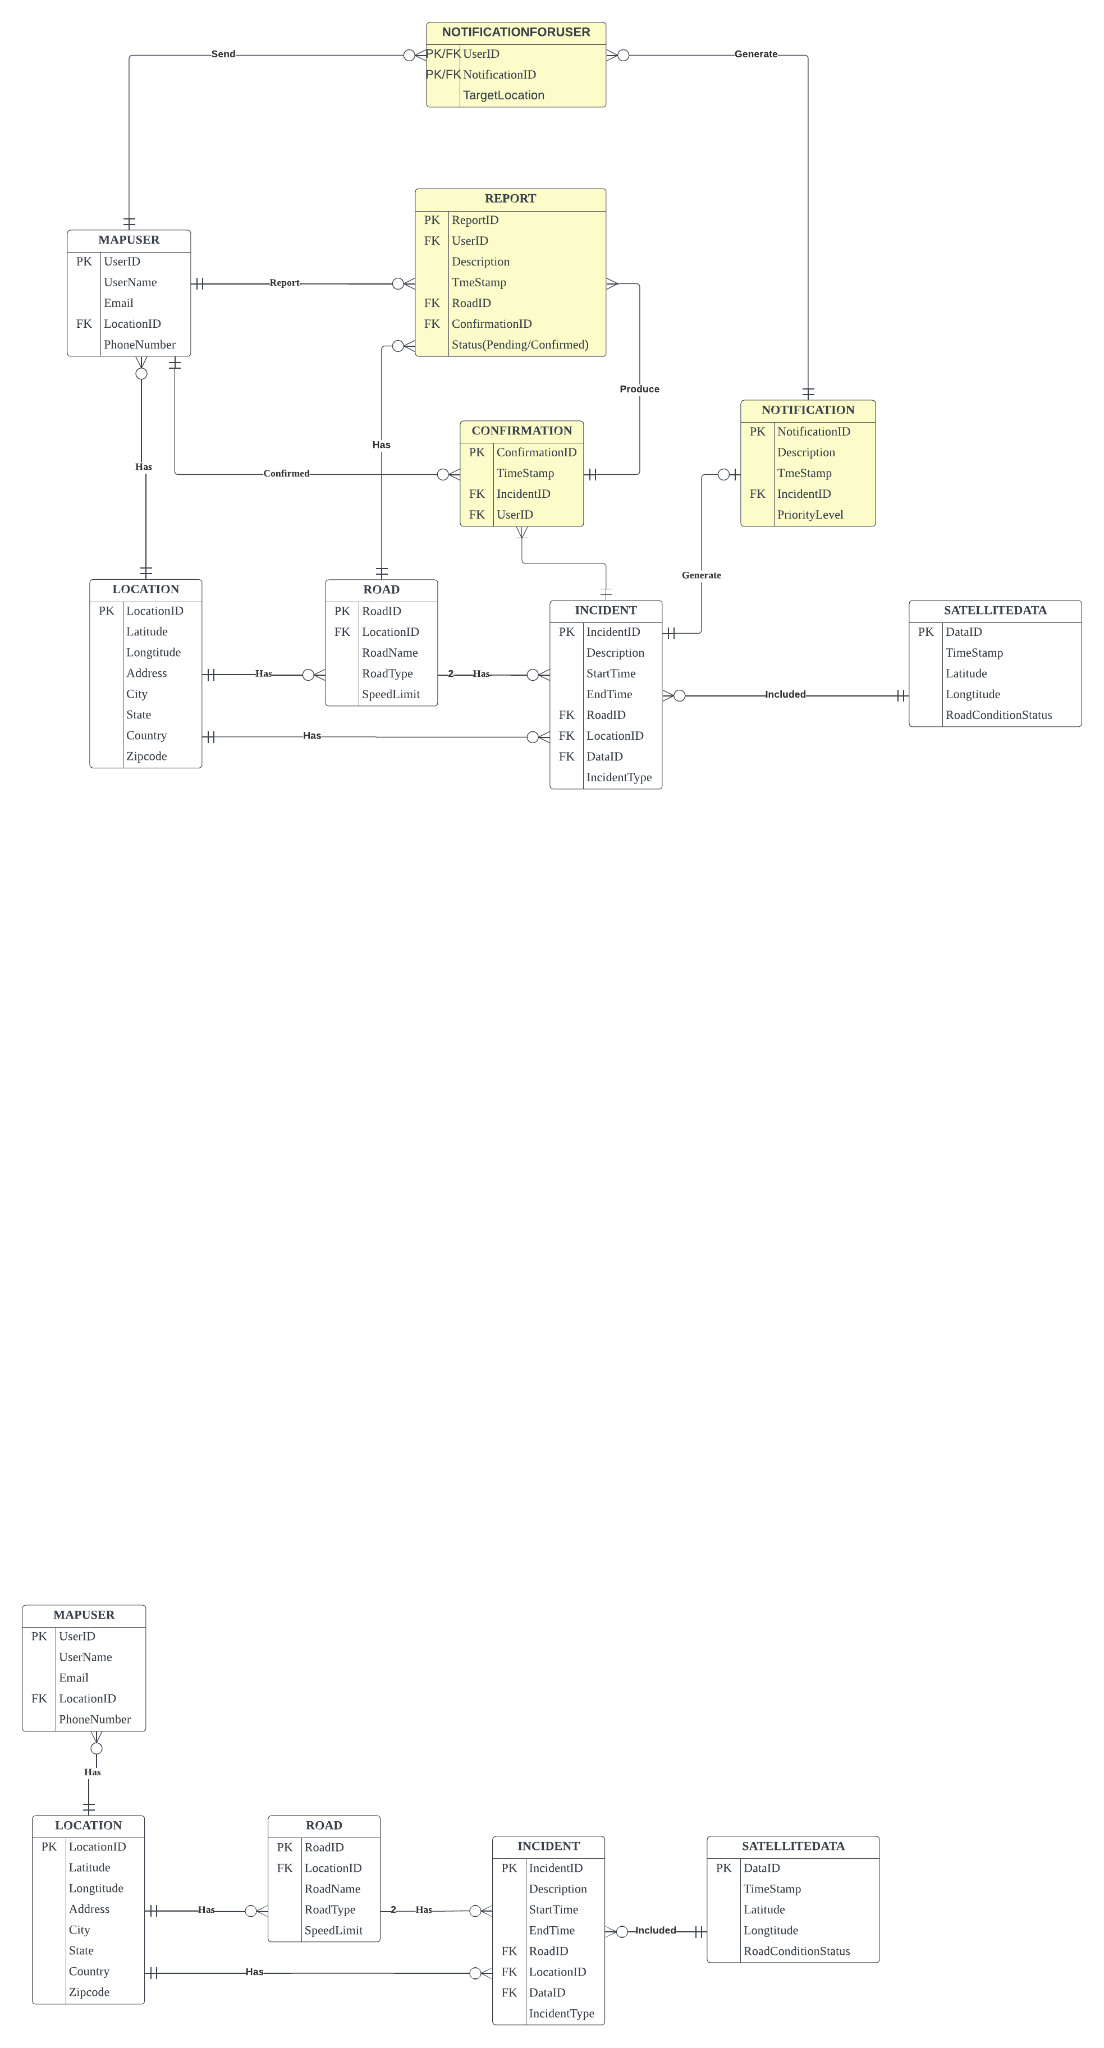 NOTIFICATIONFORUSER
PK/FK UserID
PK/FK NotificationID
TargetLocation
Send
Generate
REPORT
PK ReportID
FK UserID
Description
TmeStamp
FK RoadID
FK ConfirmationID
Status(Pending/Confirmed)
MAPUSER
PK UserID
UserName
Email
FK LocationID
PhoneNumber
Report
Produce
Has
Has
Confirmed
CONFIRMATION
PK ConfirmationID
TimeStamp
FK IncidentID
FK UserID
NOTIFICATION
PK NotificationID
Description
TmeStamp
FK IncidentID
PriorityLevel
Generate
LOCATION
PK LocationID
Latitude
Longtitude
Address
City
State
Country
Zipcode
Has
Has
ROAD
PK RoadID
FK LocationID
RoadName
RoadType
SpeedLimit
2 Has
INCIDENT
PK IncidentID
Description
StartTime
EndTime
FK RoadID
FK LocationID
FK DataID
IncidentType
Included
SATELLITEDATA
PK DataID
TimeStamp
Latitude
Longtitude
RoadConditionStatus
MAPUSER
PK UserID
UserName
Email
FK LocationID
PhoneNumber
Has
LOCATION
PK LocationID
Latitude
Longtitude
Address
City
State
Country
Zipcode
Has
Has
ROAD
PK RoadID
FK LocationID
RoadName
RoadType
SpeedLimit
2 Has
INCIDENT
PK IncidentID
Description
StartTime
EndTime
FK RoadID
FK LocationID
FK DataID
IncidentType
Included
SATELLITEDATA
PK DataID
TimeStamp
Latitude
Longtitude
RoadConditionStatus